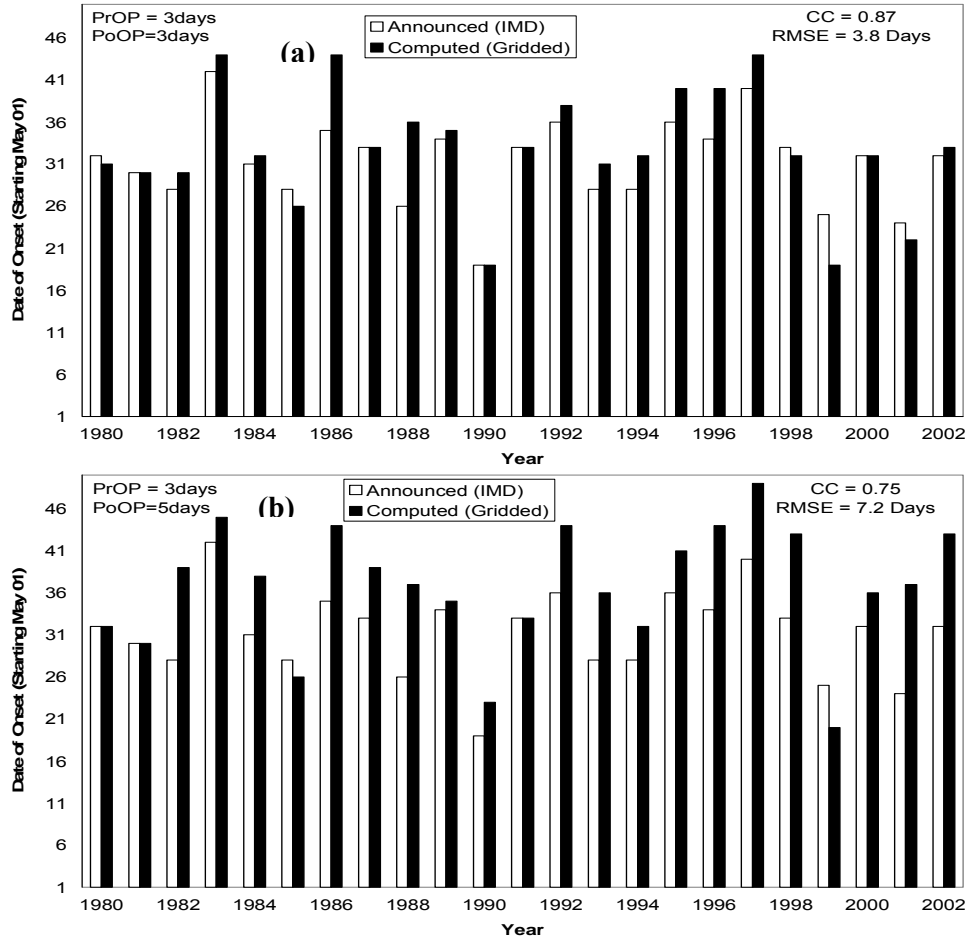 PrOP = 3days
PoOP=3days
(a)
Announced (IMD)
Computed (Gridded)
CC = 0.87
RMSE = 3.8 Days
Date of Onset (Starting May 01)
46
41
36
31
26
21
16
11
6
1
1980 1982 1984 1986 1988 1990 1992 1994 1996 1998 2000 2002
Year
PrOP = 3days
PoOP=5days
(b)
Announced (IMD)
Computed (Gridded)
CC = 0.75
RMSE = 7.2 Days
Date of Onset (Starting May 01)
46
41
36
31
26
21
16
11
6
1
1980 1982 1984 1986 1988 1990 1992 1994 1996 1998 2000 2002
Year